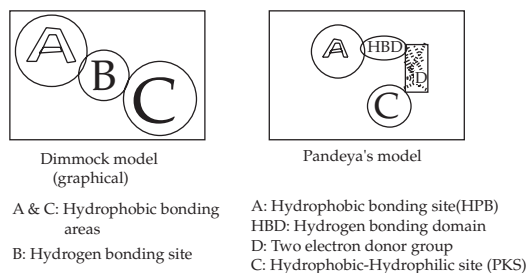 A
B
C
Dimmock model
(graphical)
A & C: Hydrophobic bonding
areas
B: Hydrogen bonding site
A
HBD
D
C
Pandeya's model
A: Hydrophobic bonding site(HPB)
HBD: Hydrogen bonding domain
D: Two electron donor group
C: Hydrophobic-Hydrophilic site (PKS)